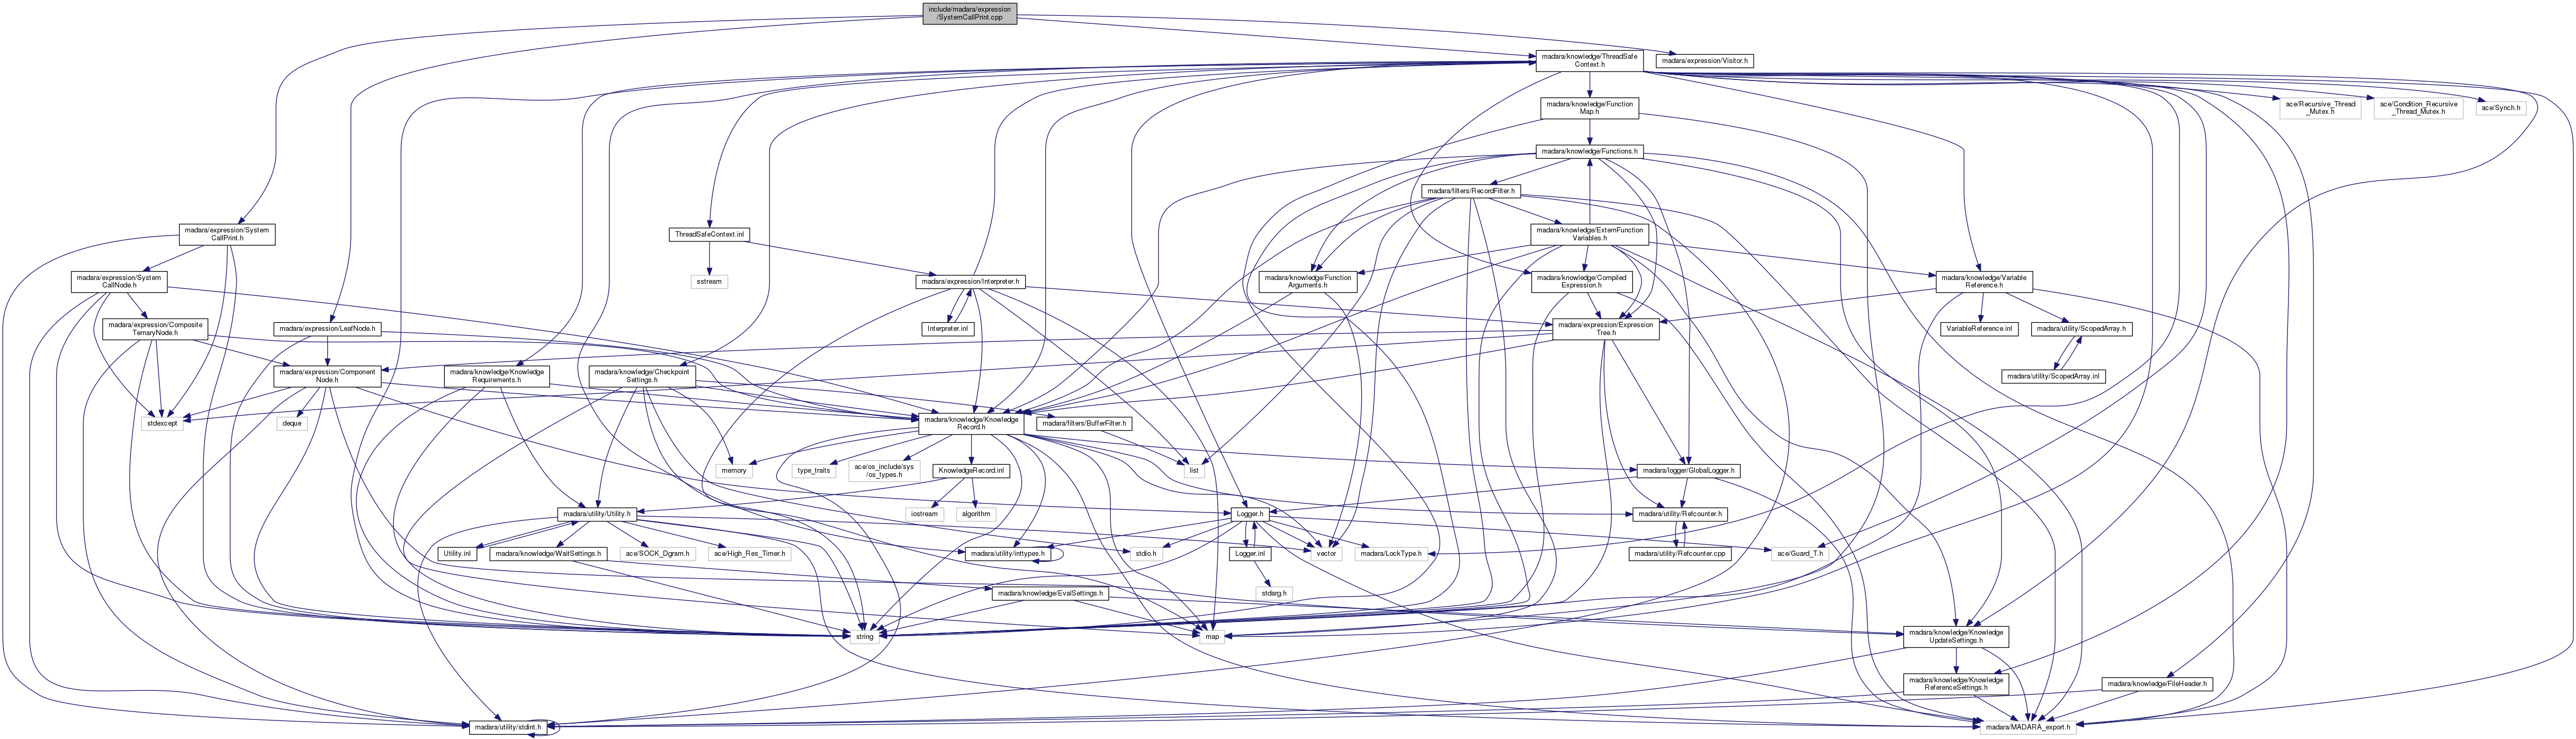 include/madara/expression
/SystemCallPrint.cpp
madara/knowledge/ThreadSafe
Context.h
madara/expression/Visitor.h
madara/knowledge/Function
Map.h
ace/Recursive_Thread
_Mutex.h
ace/Condition_Recursive
_Thread_Mutex.h
ace/Synch.h
madara/knowledge/Functions.h
madara/filters/RecordFilter.h
madara/expression/System
CallPrint.h
ThreadSafeContext.inl
madara/knowledge/ExternFunction
Variables.h
madara/expression/System
CallNode.h
sstream
madara/expression/Interpreter.h
madara/knowledge/Function
Arguments.h
madara/knowledge/Compiled
Expression.h
madara/knowledge/Variable
Reference.h
madara/expression/Composite
TernaryNode.h
madara/expression/LeafNode.h
Interpreter.inl
madara/expression/Expression
Tree.h
VariableReference.inl
madara/utility/ScopedArray.h
madara/expression/Component
Node.h
madara/knowledge/Knowledge
Requirements.h
madara/knowledge/Checkpoint
Settings.h
madara/utility/ScopedArray.inl
stdexcept
deque
madara/knowledge/Knowledge
Record.h
madara/filters/BufferFilter.h
memory
type_traits
ace/os_include/sys
/os_types.h
KnowledgeRecord.inl
list
madara/logger/GlobalLogger.h
madara/utility/Utility.h
iostream
algorithm
Logger.h
madara/utility/Refcounter.h
Utility.inl
madara/knowledge/WaitSettings.h
ace/SOCK_Dgram.h
ace/High_Res_Timer.h
madara/utility/inttypes.h
stdio.h
Logger.inl
vector
madara/LockType.h
madara/utility/Refcounter.cpp
ace/Guard_T.h
madara/knowledge/EvalSettings.h
stdarg.h
string
map
madara/knowledge/Knowledge
UpdateSettings.h
madara/knowledge/Knowledge
ReferenceSettings.h
madara/knowledge/FileHeader.h
madara/utility/stdint.h
madara/MADARA_export.h